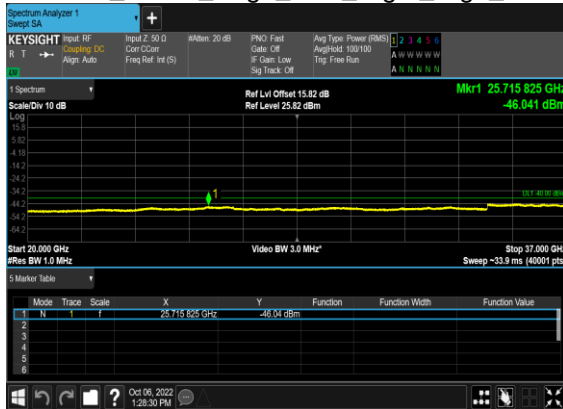 Spectrum Analyzer 1
Swept SA
KEYSIGHT Input: RF Input Z: 50 Ω #Atten: 20 dB PNO: Fast Avg Type: Power (RMS) 1 2 3 4 5 6
R T Coupling: DC Corr CCorr Gate: Off Avg|Hold: 100/100 A W W W W W
Align: Auto Freq Ref: Int (S) IF Gain: Low Trig: Free Run
Sig Track: Off A N N N N N
1 Spectrum Ref Lvl Offset 15.82 dB Mkr1 25.715 825 GHz
Scale/Div 10 dB Ref Level 25.82 dBm -46.041 dBm
Log
15.8
5.82
-4.18
-14.2
-24.2
-34.2 1 DL1 -40.00 dBm
-44.2
-54.2
-64.2
Start 20.000 GHz Video BW 3.0 MHz* Stop 37.000 GHz
#Res BW 1.0 MHz Sweep ~33.9 ms (40001 pts
5 Marker Table
Mode Trace Scale X Y Function Function Width Function Value
1 N 1 f 25.715 825 GHz -46.04 dBm
2
3
4
5
6
? Oct 06, 2022
1:28:30 PM